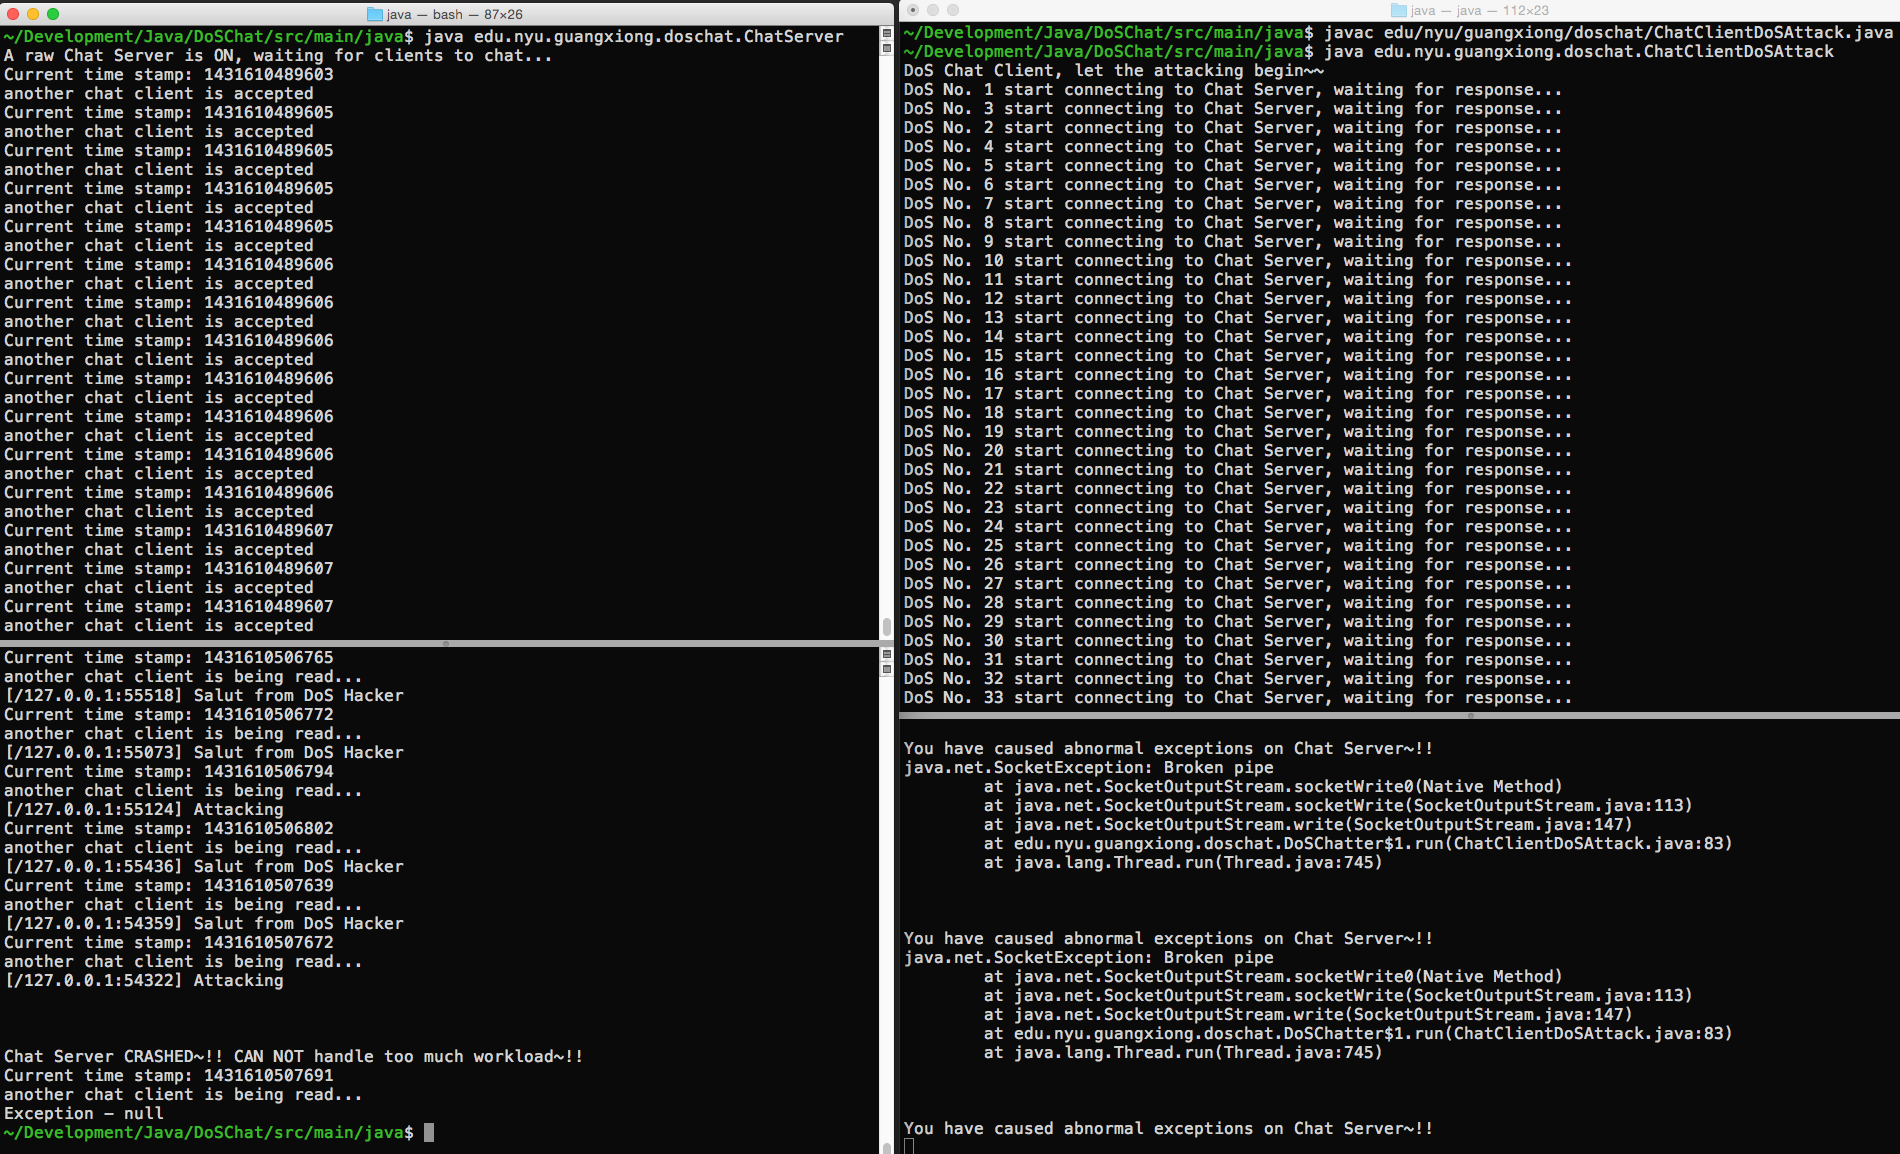 java — bash — 87×26
~/Development/Java/DoSChat/src/main/java$ java edu.nyu.guangxiong.doschat.ChatServer
A raw Chat Server is ON, waiting for clients to chat...
Current time stamp: 1431610489603
another chat client is accepted
Current time stamp: 1431610489605
another chat client is accepted
Current time stamp: 1431610489605
another chat client is accepted
Current time stamp: 1431610489605
another chat client is accepted
Current time stamp: 1431610489605
another chat client is accepted
Current time stamp: 1431610489606
another chat client is accepted
Current time stamp: 1431610489606
another chat client is accepted
Current time stamp: 1431610489606
another chat client is accepted
Current time stamp: 1431610489606
another chat client is accepted
Current time stamp: 1431610489606
another chat client is accepted
Current time stamp: 1431610489606
another chat client is accepted
Current time stamp: 1431610489606
another chat client is accepted
Current time stamp: 1431610489607
another chat client is accepted
Current time stamp: 1431610489607
another chat client is accepted
Current time stamp: 1431610489607
another chat client is accepted
Current time stamp: 1431610506765
another chat client is being read...
[/127.0.0.1:55518] Salut from DoS Hacker
Current time stamp: 1431610506772
another chat client is being read...
[/127.0.0.1:55073] Salut from DoS Hacker
Current time stamp: 1431610506794
another chat client is being read...
[/127.0.0.1:55124] Attacking
Current time stamp: 1431610506802
another chat client is being read...
[/127.0.0.1:55436] Salut from DoS Hacker
Current time stamp: 1431610507639
another chat client is being read...
[/127.0.0.1:54359] Salut from DoS Hacker
Current time stamp: 1431610507672
another chat client is being read...
[/127.0.0.1:54322] Attacking
Chat Server CRASHED~!! CAN NOT handle too much workload~!!
Current time stamp: 1431610507691
another chat client is being read...
Exception – null
~/Development/Java/DoSChat/src/main/java$
java — java — 112×23
~/Development/Java/DoSChat/src/main/java$ javac edu/nyu/guangxiong/doschat/ChatClientDoSAttack.java
~/Development/Java/DoSChat/src/main/java$ java edu.nyu.guangxiong.doschat.ChatClientDoSAttack
DoS Chat Client, let the attacking begin~~
DoS No. 1 start connecting to Chat Server, waiting for response...
DoS No. 3 start connecting to Chat Server, waiting for response...
DoS No. 2 start connecting to Chat Server, waiting for response...
DoS No. 4 start connecting to Chat Server, waiting for response...
DoS No. 5 start connecting to Chat Server, waiting for response...
DoS No. 6 start connecting to Chat Server, waiting for response...
DoS No. 7 start connecting to Chat Server, waiting for response...
DoS No. 8 start connecting to Chat Server, waiting for response...
DoS No. 9 start connecting to Chat Server, waiting for response...
DoS No. 10 start connecting to Chat Server, waiting for response...
DoS No. 11 start connecting to Chat Server, waiting for response...
DoS No. 12 start connecting to Chat Server, waiting for response...
DoS No. 13 start connecting to Chat Server, waiting for response...
DoS No. 14 start connecting to Chat Server, waiting for response...
DoS No. 15 start connecting to Chat Server, waiting for response...
DoS No. 16 start connecting to Chat Server, waiting for response...
DoS No. 17 start connecting to Chat Server, waiting for response...
DoS No. 18 start connecting to Chat Server, waiting for response...
DoS No. 19 start connecting to Chat Server, waiting for response...
DoS No. 20 start connecting to Chat Server, waiting for response...
DoS No. 21 start connecting to Chat Server, waiting for response...
DoS No. 22 start connecting to Chat Server, waiting for response...
DoS No. 23 start connecting to Chat Server, waiting for response...
DoS No. 24 start connecting to Chat Server, waiting for response...
DoS No. 25 start connecting to Chat Server, waiting for response...
DoS No. 26 start connecting to Chat Server, waiting for response...
DoS No. 27 start connecting to Chat Server, waiting for response...
DoS No. 28 start connecting to Chat Server, waiting for response...
DoS No. 29 start connecting to Chat Server, waiting for response...
DoS No. 30 start connecting to Chat Server, waiting for response...
DoS No. 31 start connecting to Chat Server, waiting for response...
DoS No. 32 start connecting to Chat Server, waiting for response...
DoS No. 33 start connecting to Chat Server, waiting for response...
You have caused abnormal exceptions on Chat Server~!!
java.net.SocketException: Broken pipe
at java.net.SocketOutputStream.socketWrite0(Native Method)
at java.net.SocketOutputStream.socketWrite(SocketOutputStream.java:113)
at java.net.SocketOutputStream.write(SocketOutputStream.java:147)
at edu.nyu.guangxiong.doschat.DoSChatter$1.run(ChatClientDoSAttack.java:83)
at java.lang.Thread.run(Thread.java:745)
You have caused abnormal exceptions on Chat Server~!!
java.net.SocketException: Broken pipe
at java.net.SocketOutputStream.socketWrite0(Native Method)
at java.net.SocketOutputStream.socketWrite(SocketOutputStream.java:113)
at java.net.SocketOutputStream.write(SocketOutputStream.java:147)
at edu.nyu.guangxiong.doschat.DoSChatter$1.run(ChatClientDoSAttack.java:83)
at java.lang.Thread.run(Thread.java:745)
You have caused abnormal exceptions on Chat Server~!!